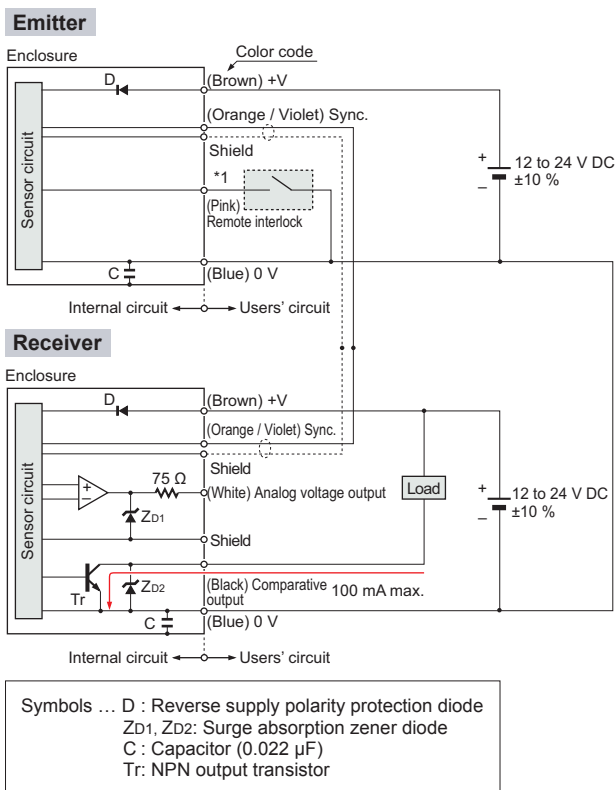 Emitter
Enclosure
Color code
D
(Brown) +V
(Orange / Violet) Sync.
Shield
*1
(Pink)
Remote interlock
Sensor circuit
+
–
12 to 24 V DC
±10 %
C
(Blue) 0 V
Internal circuit
Users' circuit
Receiver
Enclosure
D
(Brown) +V
(Orange / Violet) Sync.
Shield
75 Ω
(White) Analog voltage output
Load
+
–
ZD1
Sensor circuit
+
–
12 to 24 V DC
±10 %
Shield
Tr
ZD2
(Black) Comparative
output
100 mA max.
C
(Blue) 0 V
Internal circuit
Users' circuit
Symbols … D : Reverse supply polarity protection diode
ZD1, ZD2: Surge absorption zener diode
C : Capacitor (0.022 µF)
Tr: NPN output transistor